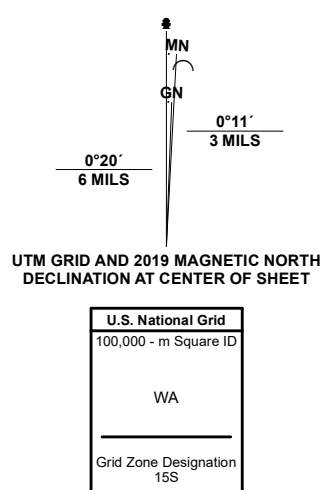 MN
GN
0°11´
3 MILS
0°20´
6 MILS
UTM GRID AND 2019 MAGNETIC NORTH
DECLINATION AT CENTER OF SHEET
U.S. National Grid
100,000 - m Square ID
WA
Grid Zone Designation
15S